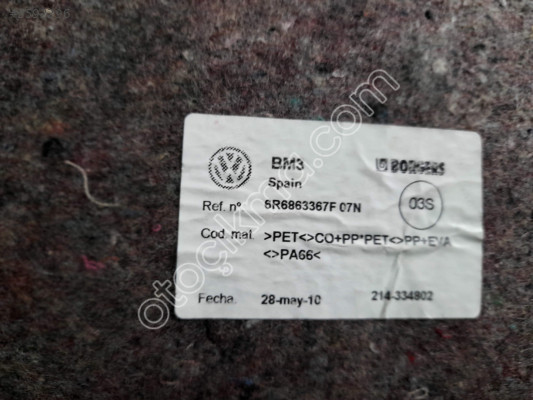 BM3
Spain
Ref. nº 6R6863367F 07N
03S
Cod. mat. >PET<>CO+PP*PET<>PP+EVA
<>PA66<
Fecha. 28-may-10 214-334802
otocikma.com